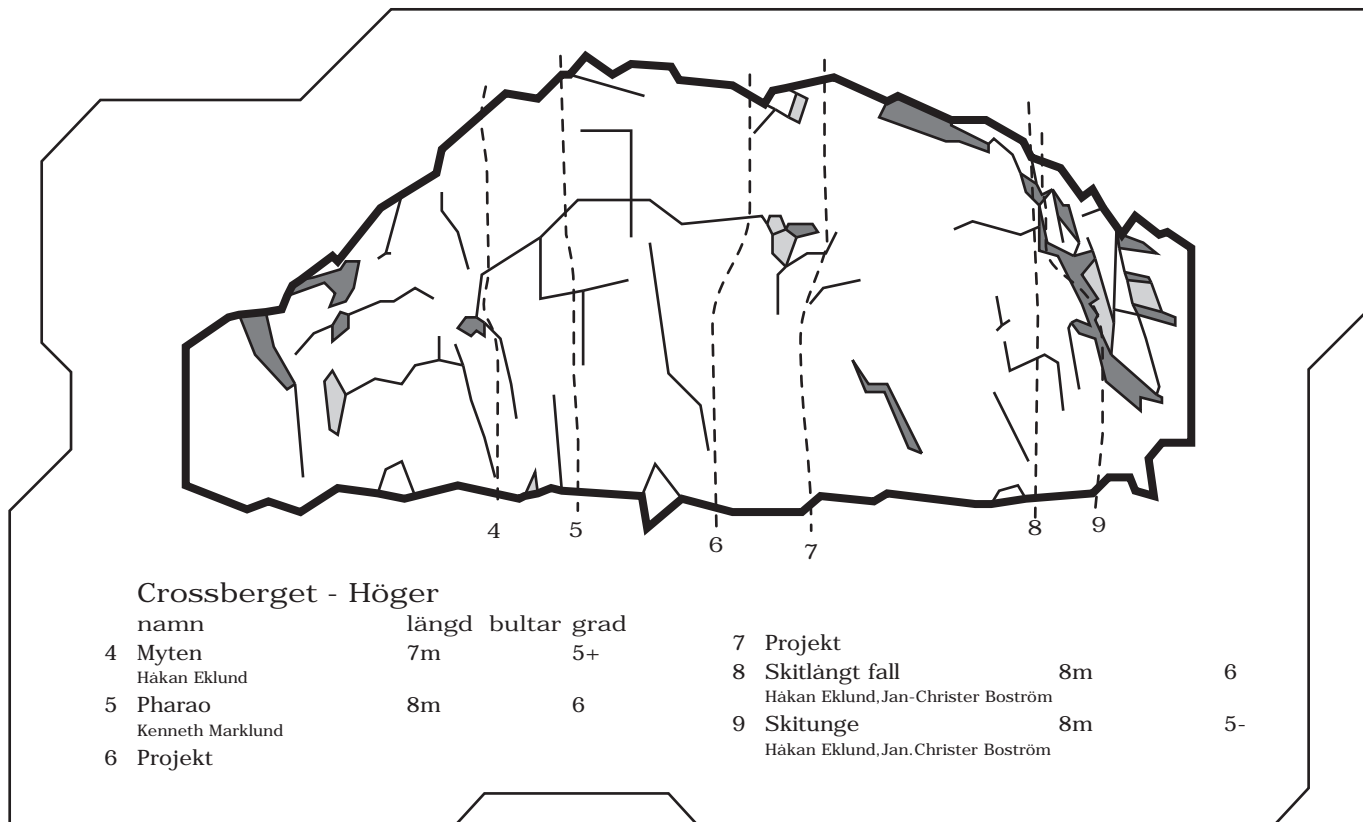 4
5
6
7
8
9
Crossberget - Höger
namn längd bultar grad
4 Myten 7m 5+
Håkan Eklund
5 Pharao 8m 6
Kenneth Marklund
6 Projekt
7 Projekt
8 Skitlångt fall 8m 6
Håkan Eklund,Jan-Christer Boström
9 Skitunge 8m 5-
Håkan Eklund,Jan.Christer Boström